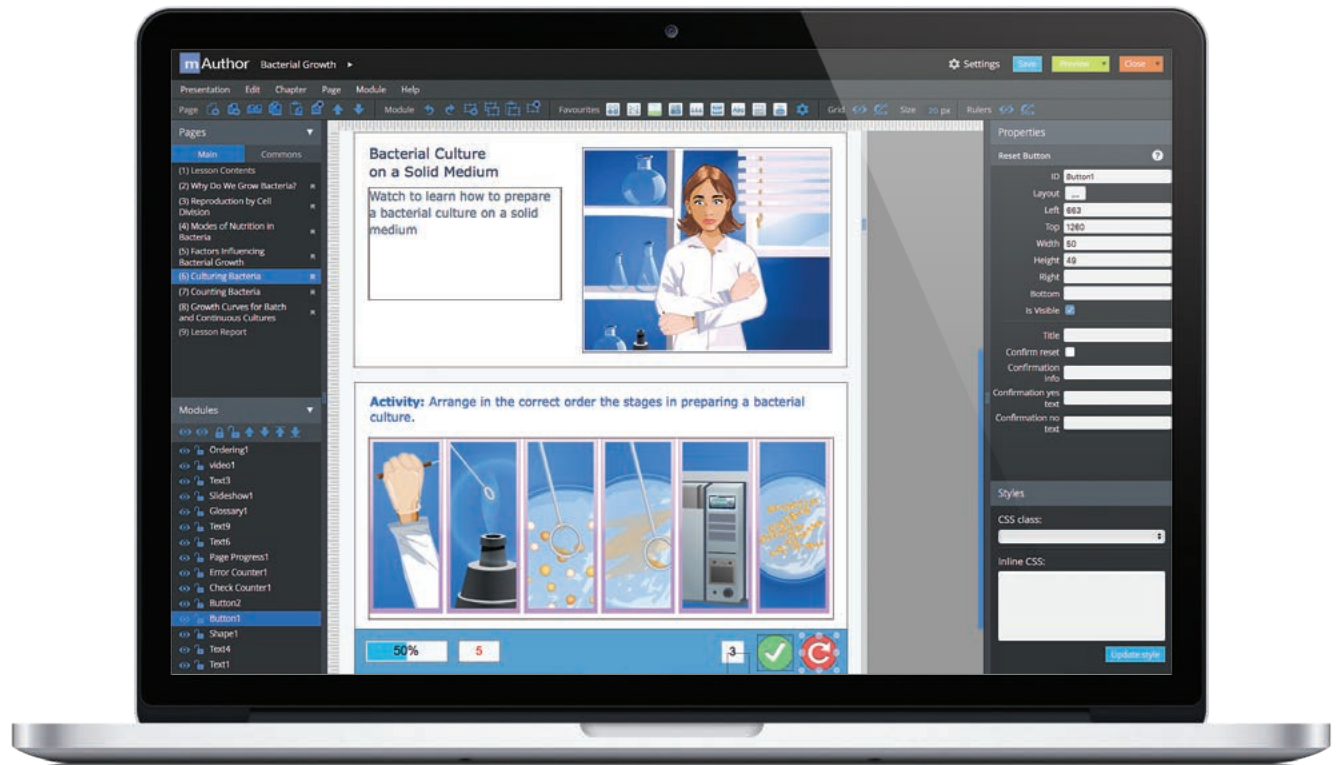 m Author Bacterial Growth
Settings Save Preview Close
Presentation Edit Chapter Page Module Help
Page Module Favourites Grid Size 20 px Rulers
Pages
Main Commons
(1) Lesson Contents
(2) Why Do We Grow Bacteria?
(3) Reproduction by Cell
Division
(4) Modes of Nutrition in
Bacteria
(5) Factors Influencing
Bacterial Growth
(6) Culturing Bacteria
(7) Counting Bacteria
(8) Growth Curves for Batch
and Continuous Cultures
(9) Lesson Report
Modules
Ordering1
video1
Text3
Slideshow1
Glossary1
Text9
Text6
Page Progress1
Error Counter1
Check Counter1
Button2
Button1
Shape1
Text4
Text1
Bacterial Culture
on a Solid Medium
Watch to learn how to prepare
a bacterial culture on a solid
medium
Activity: Arrange in the correct order the stages in preparing a bacterial
culture.
50% 5 3
Properties
Reset Button ?
ID Button1
Layout ...
Left 663
Top 1260
Width 50
Height 49
Right
Bottom
Is Visible
Title
Confirm reset
Confirmation
info
Confirmation yes
text
Confirmation no
text
Styles
CSS class:
Inline CSS:
Update style